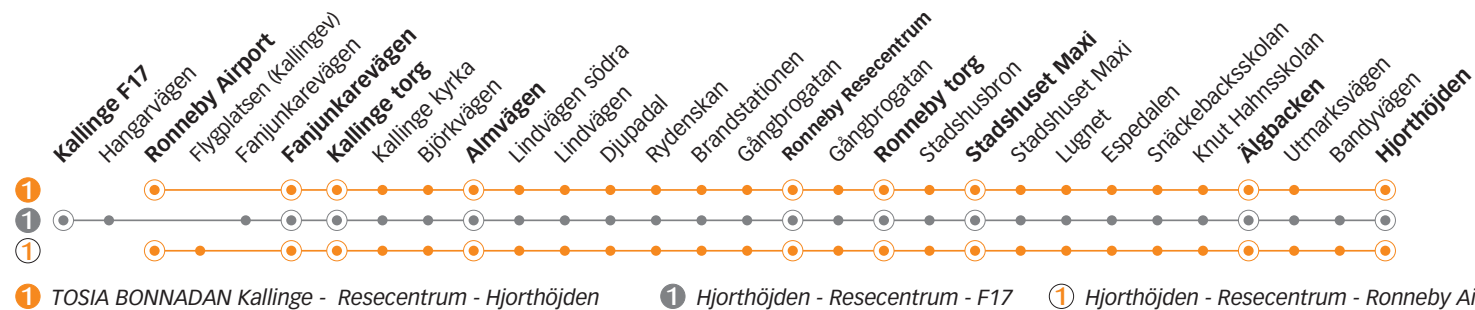 Kallinge F17
Hangarvägen
Ronneby Airport
Flygplatsen (Kallingev)
Fanjunkarevägen
Fanjunkarevägen
Kallinge torg
Kallinge Kyrka
Björkvägen
Almvägen
Lindvägen södra
Lindvägen
Djupadal
Rydenskan
Brandstationen
Gångbrogatan
Ronneby Resecentrum
Gångbrogatan
Ronneby torg
Stadshusbron
Stadshuset Maxi
Stadshuset Maxi
Lugnet
Espedalen
Snäckebacksskolan
Knut Hahnsskolan
Älgbacken
Utmarksvägen
Bandyvägen
Hjorthöjden
1
1
1
1 TOSIA BONNADAN Kallinge - Resecentrum - Hjorthöjden 1 Hjorthöjden - Resecentrum - F17 1 Hjorthöjden - Resecentrum - Ronneby Ai